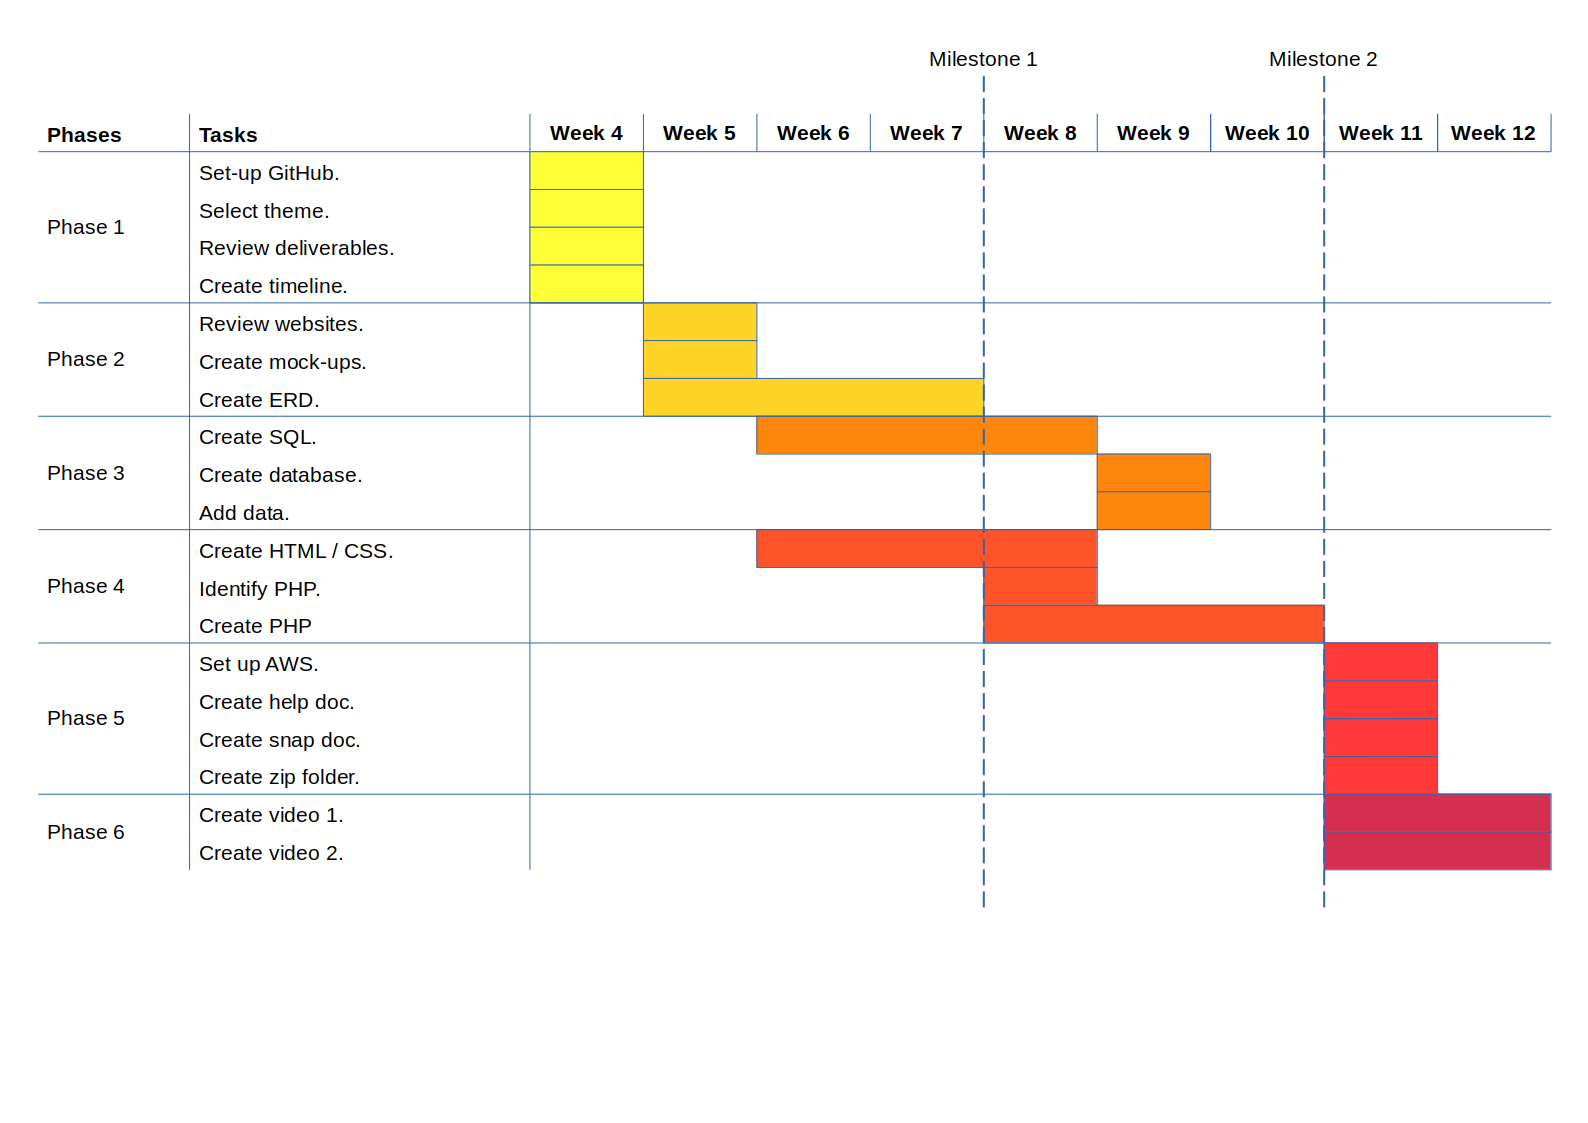 Milestone 1 Milestone 2
Phases Tasks Week 4 Week 5 Week 6 Week 7 Week 8 Week 9 Week 10 Week 11 Week 12
Phase 1
Set-up GitHub.
Select theme.
Review deliverables.
Create timeline.
Phase 2
Review websites.
Create mock-ups.
Create ERD.
Phase 3
Create SQL.
Create database.
Add data.
Phase 4
Create HTML / CSS.
Identify PHP.
Create PHP
Phase 5
Set up AWS.
Create help doc.
Create snap doc.
Create zip folder.
Phase 6
Create video 1.
Create video 2.